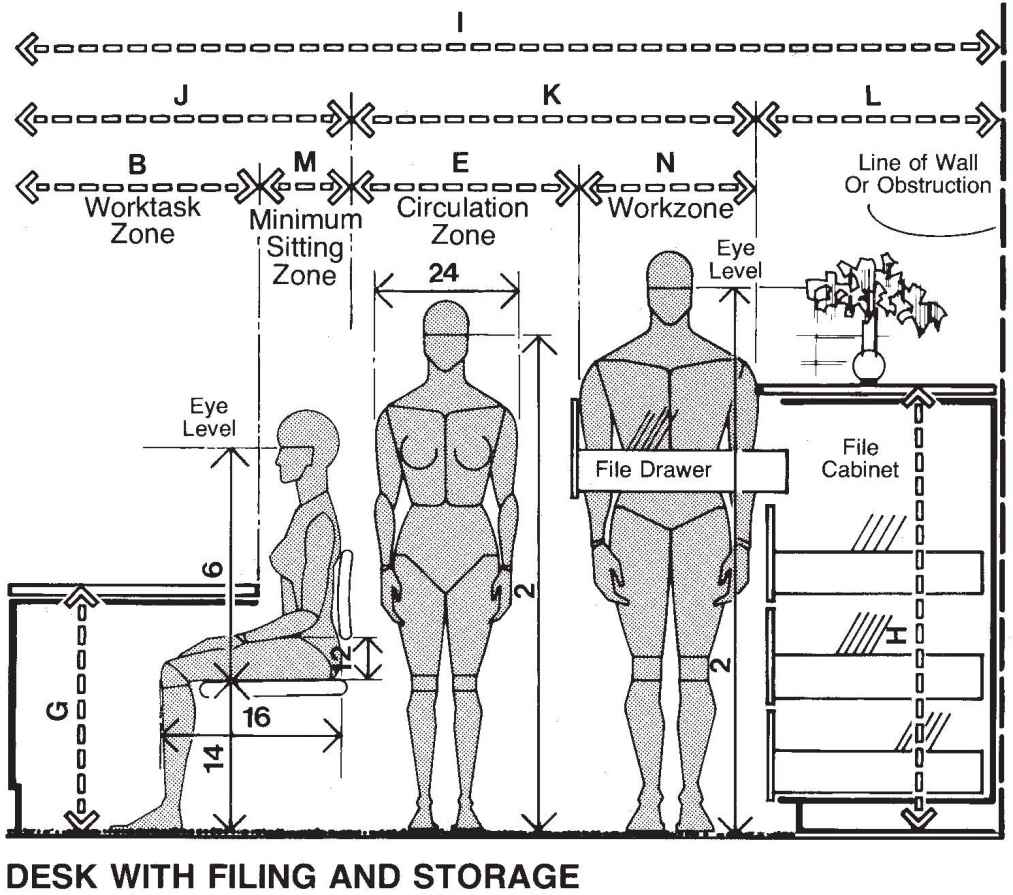 I
J
K
L
B
M
E
N
Worktask
Zone
Minimum
Sitting
Zone
Circulation
Zone
Workzone
Line of Wall
Or Obstruction
24
Eye
Level
Eye
Level
File Drawer
File
Cabinet
6
2
2
12
16
14
G
H
DESK WITH FILING AND STORAGE